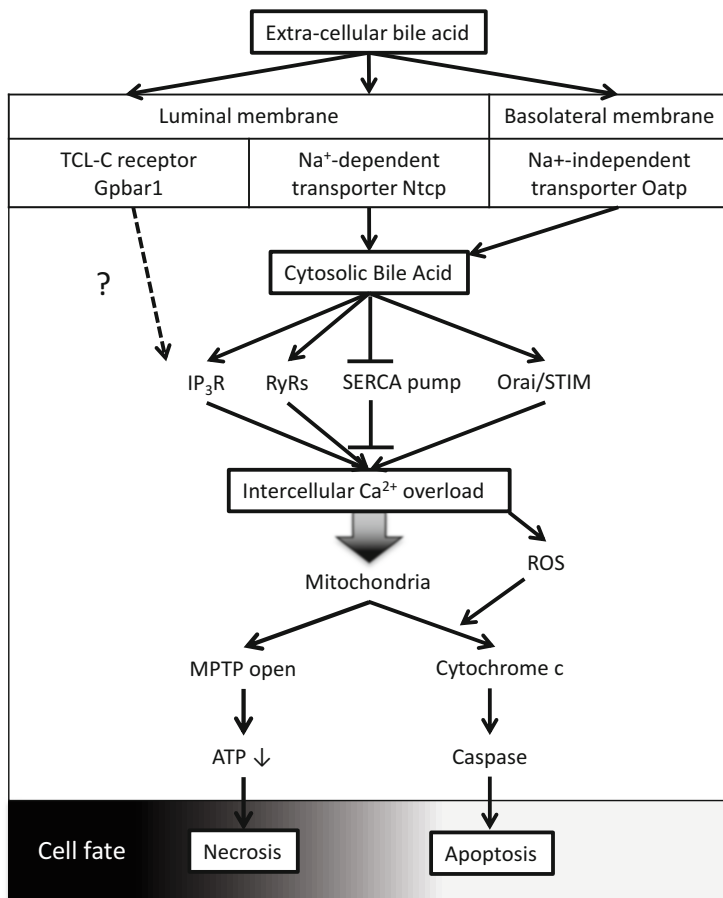 Extra-cellular bile acid
Luminal membrane
Basolateral membrane
TCL-C receptor
Gpbar1
Na⁺-dependent
transporter Ntcp
Na+-independent
transporter Oatp
?
Cytosolic Bile Acid
IP₃R
RyRs
SERCA pump
Orai/STIM
Intercellular Ca²⁺ overload
ROS
Mitochondria
MPTP open
Cytochrome c
ATP ↓
Caspase
Cell fate
Necrosis
Apoptosis